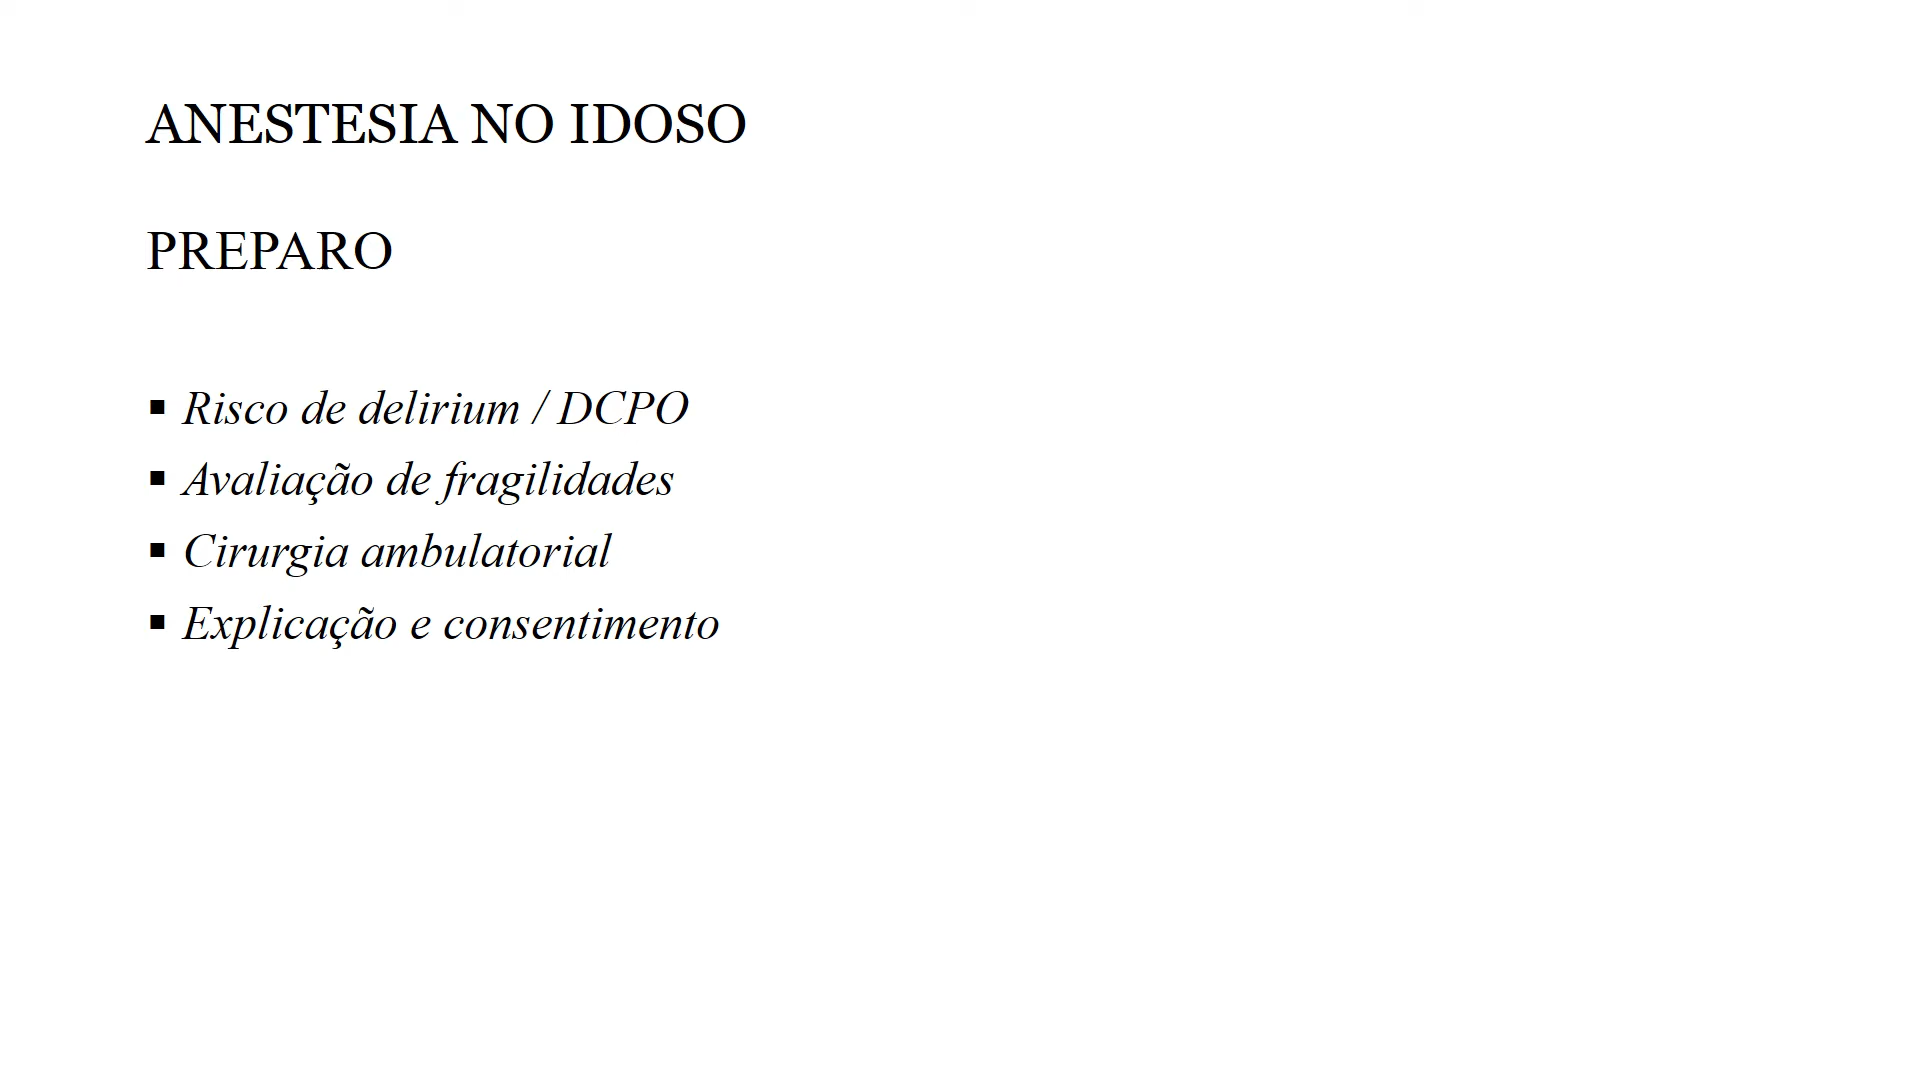 ANESTESIA NO IDOSO
PREPARO
▪ Risco de delirium / DCPO
▪ Avaliação de fragilidades
▪ Cirurgia ambulatorial
▪ Explicação e consentimento